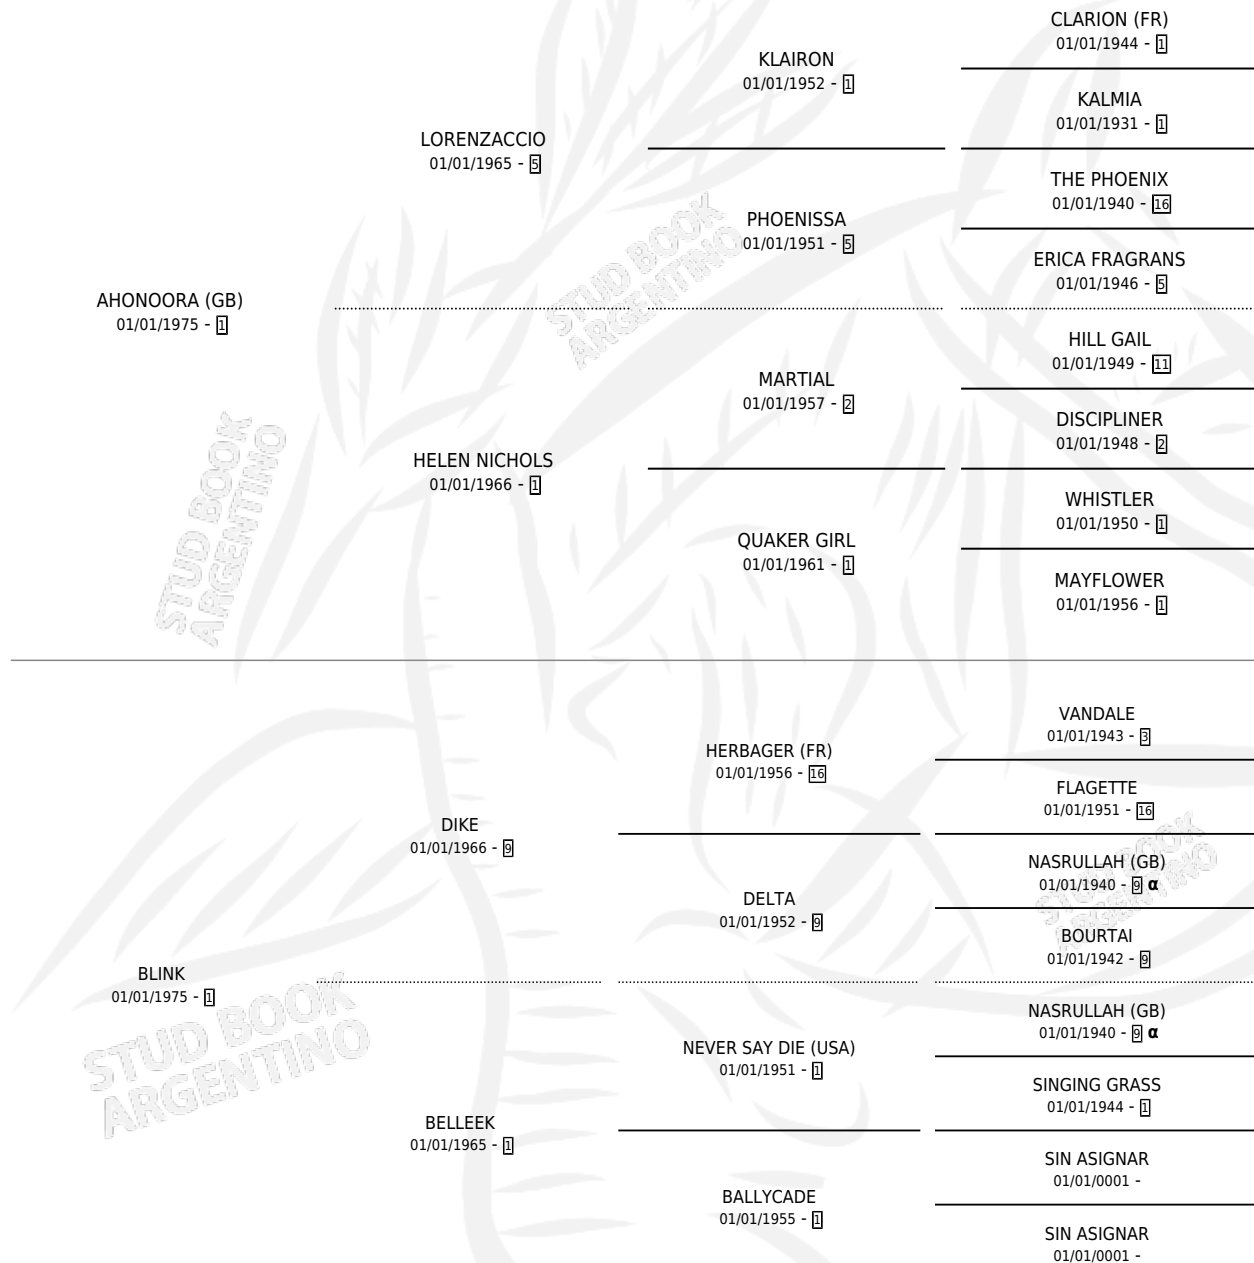 CLARION (FR)
01/01/1944 - 1
KLAIRON
01/01/1952 - 1
KALMIA
01/01/1931 - 1
LORENZACCIO
01/01/1965 - 5
THE PHOENIX
01/01/1940 - 16
PHOENISSA
01/01/1951 - 5
ERICA FRAGRANS
01/01/1946 - 5
AHONOORA (GB)
01/01/1975 - 1
HILL GAIL
01/01/1949 - 11
MARTIAL
01/01/1957 - 2
DISCIPLINER
01/01/1948 - 2
HELEN NICHOLS
01/01/1966 - 1
WHISTLER
01/01/1950 - 1
QUAKER GIRL
01/01/1961 - 1
MAYFLOWER
01/01/1956 - 1
STUD BOOK
ARGENTINO
STUD BOOK
ARGENTINO
VANDALE
01/01/1943 - 3
HERBAGER (FR)
01/01/1956 - 16
FLAGETTE
01/01/1951 - 16
DIKE
01/01/1966 - 9
NASRULLAH (GB)
01/01/1940 - 9 α
DELTA
01/01/1952 - 9
BOURTAI
01/01/1942 - 9
BLINK
01/01/1975 - 1
NASRULLAH (GB)
01/01/1940 - 9 α
NEVER SAY DIE (USA)
01/01/1951 - 1
SINGING GRASS
01/01/1944 - 1
BELLEEK
01/01/1965 - 1
SIN ASIGNAR
01/01/0001 -
BALLYCADE
01/01/1955 - 1
SIN ASIGNAR
01/01/0001 -
STUD BOOK
ARGENTINO
STUD BOOK
ARGENTINO